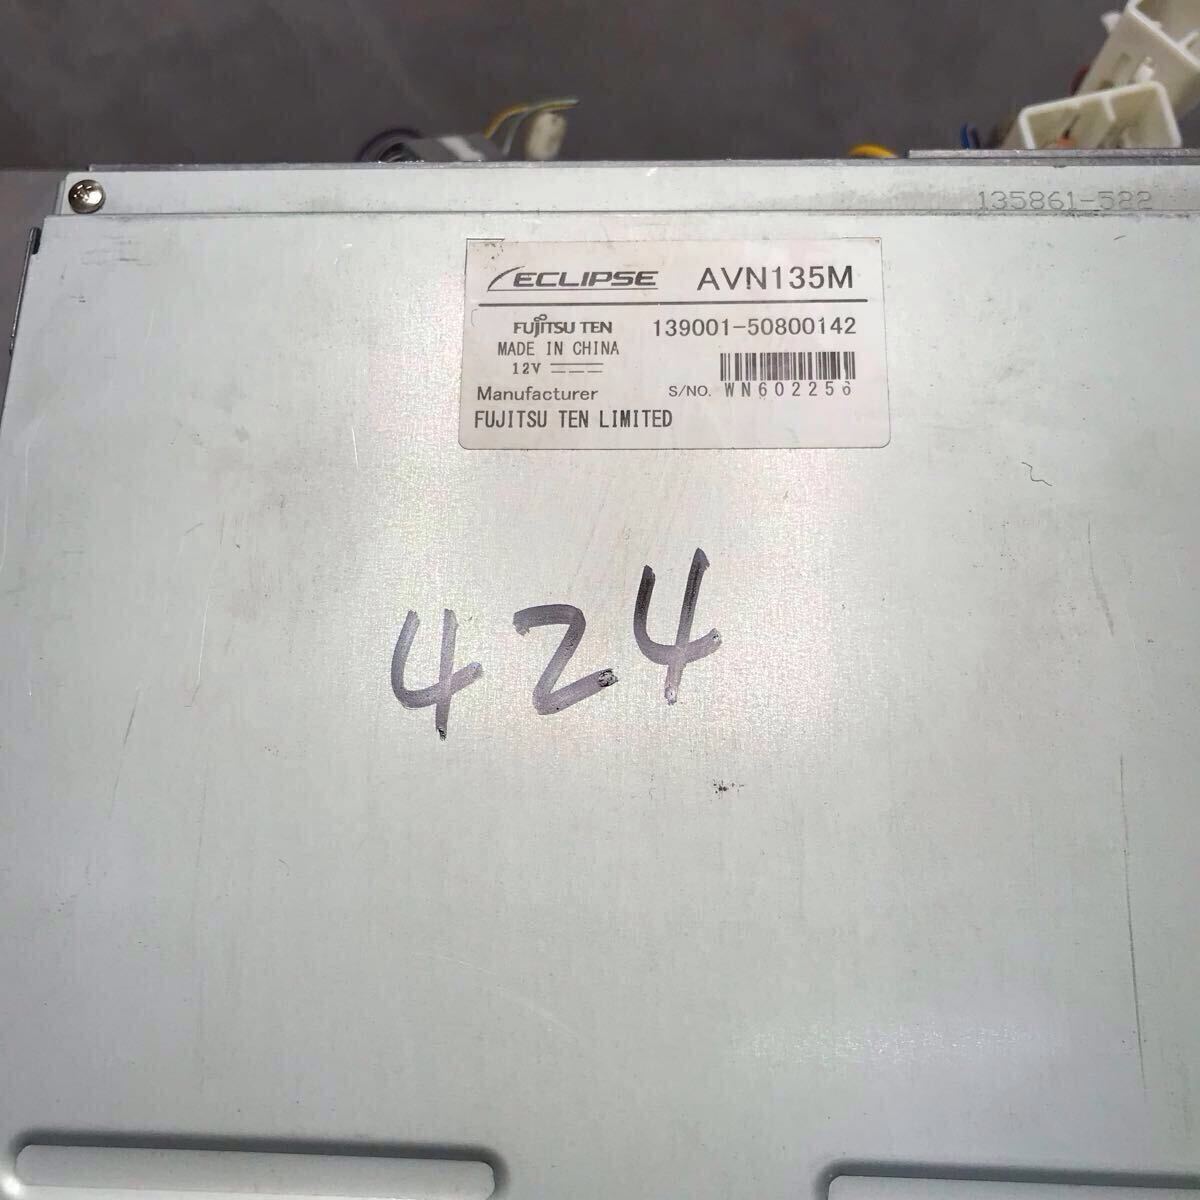 135861-522
ECLIPSE AVN135M
FUJITSU TEN 139001-50800142
MADE IN CHINA
12V
S/NO. WN602256
Manufacturer
FUJITSU TEN LIMITED
424